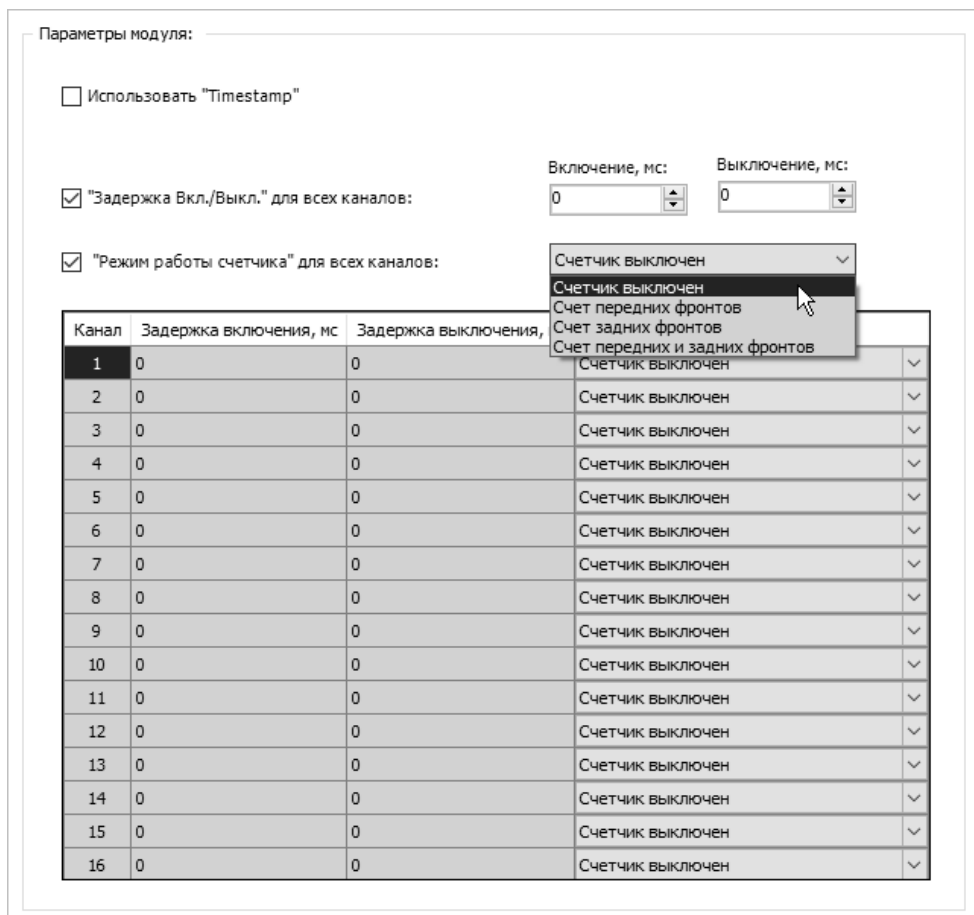 Параметры модуля:
Использовать "Timestamp"
Включение, мс: Выключение, мс:
"Задержка Вкл./Выкл." для всех каналов: 0 0
"Режим работы счетчика" для всех каналов: Счетчик выключен
Счетчик выключен
Счет передних фронтов
Счет задних фронтов
Счет передних и задних фронтов
Канал Задержка включения, мс Задержка выключения,
1 0 0 Счетчик выключен
2 0 0 Счетчик выключен
3 0 0 Счетчик выключен
4 0 0 Счетчик выключен
5 0 0 Счетчик выключен
6 0 0 Счетчик выключен
7 0 0 Счетчик выключен
8 0 0 Счетчик выключен
9 0 0 Счетчик выключен
10 0 0 Счетчик выключен
11 0 0 Счетчик выключен
12 0 0 Счетчик выключен
13 0 0 Счетчик выключен
14 0 0 Счетчик выключен
15 0 0 Счетчик выключен
16 0 0 Счетчик выключен